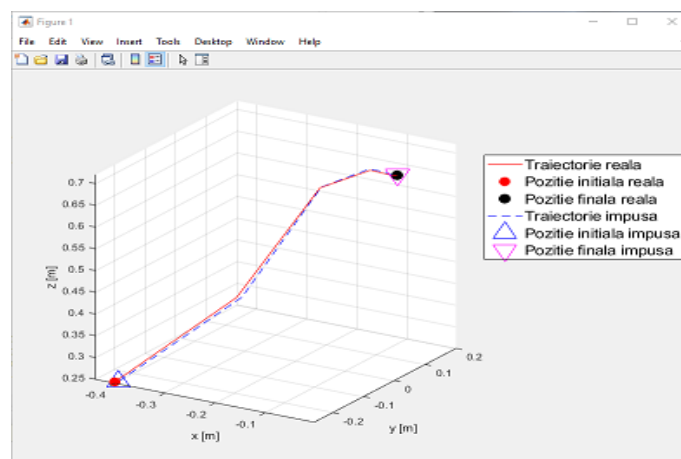 Figure 1
File Edit View Insert Tools Desktop Window Help
0.7
0.65
0.6
0.55
0.5
0.45
0.4
0.35
0.3
0.25
z [m]
-0.4
-0.3
-0.2
-0.1
x [m]
-0.2
-0.1
0
0.1
0.2
y [m]
Traiectorie reala
Pozitie initiala reala
Pozitie finala reala
Traiectorie impusa
Pozitie initiala impusa
Pozitie finala impusa